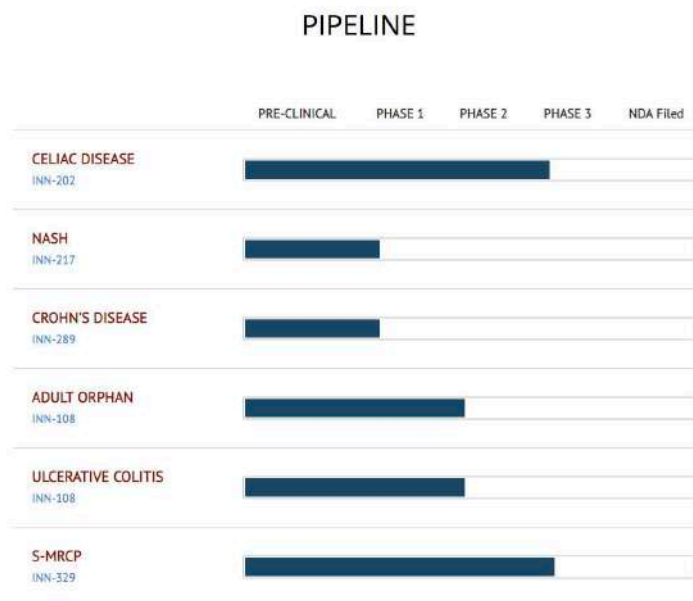 PIPELINE
PRE-CLINICAL PHASE 1 PHASE 2 PHASE 3 NDA Filed
CELIAC DISEASE
INN-202
NASH
INN-217
CROHN'S DISEASE
INN-289
ADULT ORPHAN
INN-108
ULCERATIVE COLITIS
INN-108
S-MRCP
INN-329